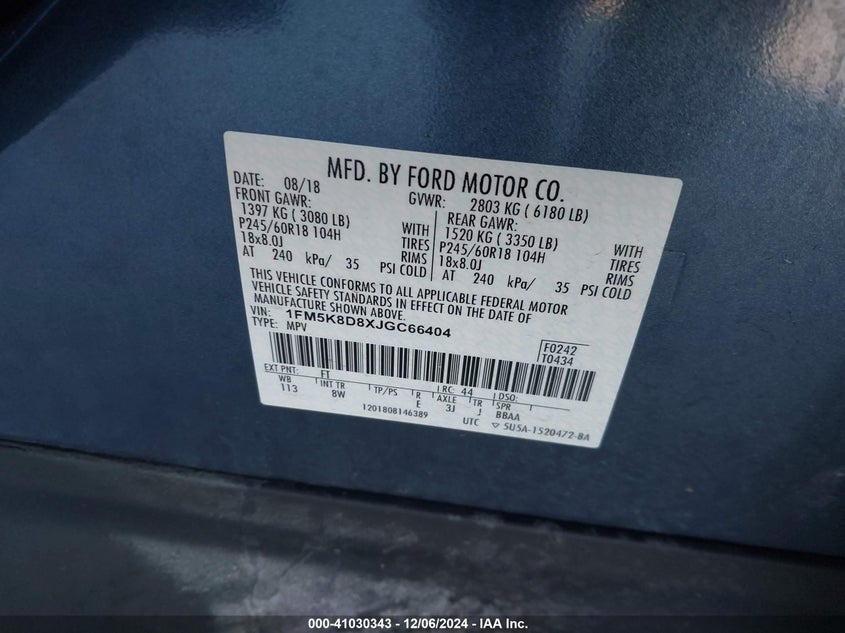 MFD. BY FORD MOTOR CO.
DATE: 08/18 GVWR: 2803 KG ( 6180 LB)
FRONT GAWR: REAR GAWR:
1397 KG ( 3080 LB) WITH 1520 KG ( 3350 LB) WITH
P245/60R18 104H TIRES P245/60R18 104H TIRES
18x8.0J RIMS 18x8.0J RIMS
AT 240 kPa/ 35 PSI COLD AT 240 kPa/ 35 PSI COLD
THIS VEHICLE CONFORMS TO ALL APPLICABLE FEDERAL MOTOR
VEHICLE SAFETY STANDARDS IN EFFECT ON THE DATE OF
MANUFACTURE SHOWN ABOVE.
VIN: 1FM5K8D8XJGC66404
TYPE: MPV
F0242
T0434
EXT PNT: FT RC: 44 DSO:
WB INT TR TP/PS R AXLE TR SPR
113 8W E 3J J BBAA
1201808146389 UTC ▽ 5U5A-1520472-BA
000-41030343 - 12/06/2024 - IAA Inc.